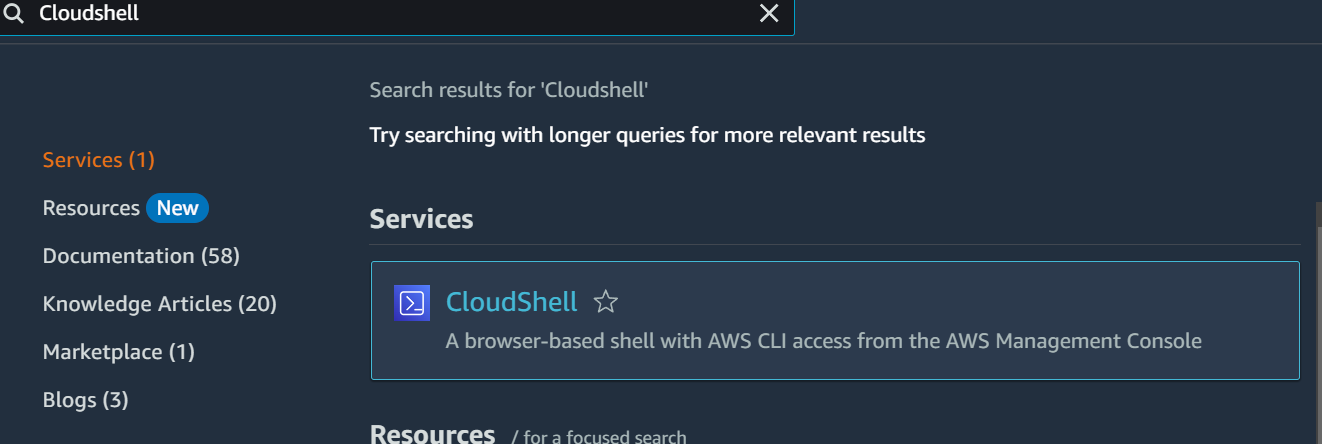 Cloudshell
Search results for 'Cloudshell'
Try searching with longer queries for more relevant results
Services (1)
Resources New
Documentation (58)
Knowledge Articles (20)
Marketplace (1)
Blogs (3)
Services
CloudShell
A browser-based shell with AWS CLI access from the AWS Management Console
Resources / for a focused search